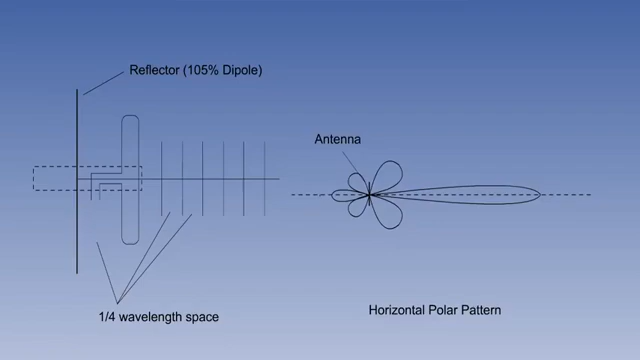 Reflector (105% Dipole)
Antenna
1/4 wavelength space
Horizontal Polar Pattern